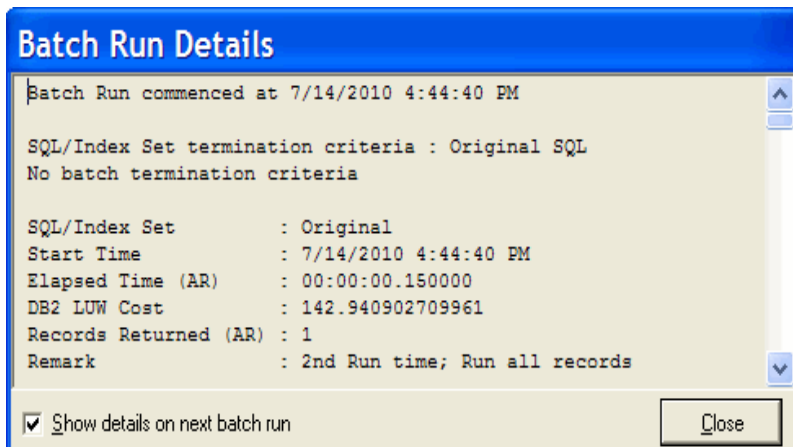 Batch Run Details
Batch Run commenced at 7/14/2010 4:44:40 PM
SQL/Index Set termination criteria : Original SQL
No batch termination criteria
SQL/Index Set : Original
Start Time : 7/14/2010 4:44:40 PM
Elapsed Time (AR) : 00:00:00.150000
DB2 LUW Cost : 142.940902709961
Records Returned (AR) : 1
Remark : 2nd Run time; Run all records
Show details on next batch run
Close